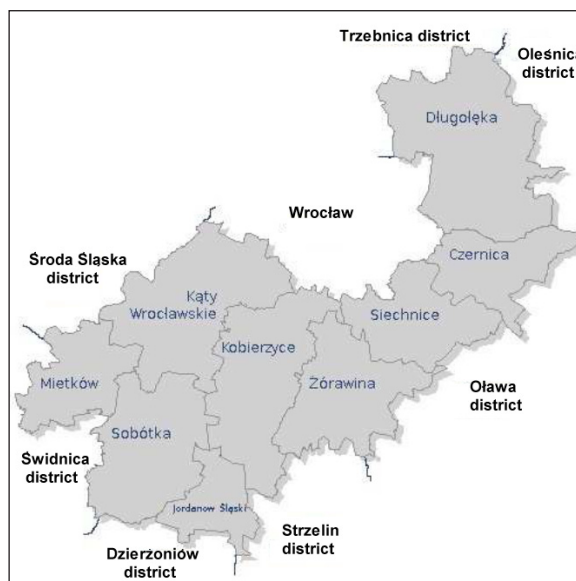 Trzebnica district
Oleśnica
district
Długołęka
Wrocław
Czernica
Środa Śląska
district
Kąty
Wrocławskie
Siechnice
Kobierzyce
Mietków
Żórawina
Oława
district
Sobótka
Świdnica
district
Jordanow Śląski
Strzelin
district
Dzierżoniów
district